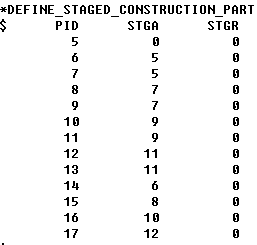 *DEFINE_STAGED_CONSTRUCTION_PART
$ PID STGA STGR
5 0 0
6 5 0
7 5 0
8 7 0
9 7 0
10 9 0
11 9 0
12 11 0
13 11 0
14 6 0
15 8 0
16 10 0
17 12 0
.